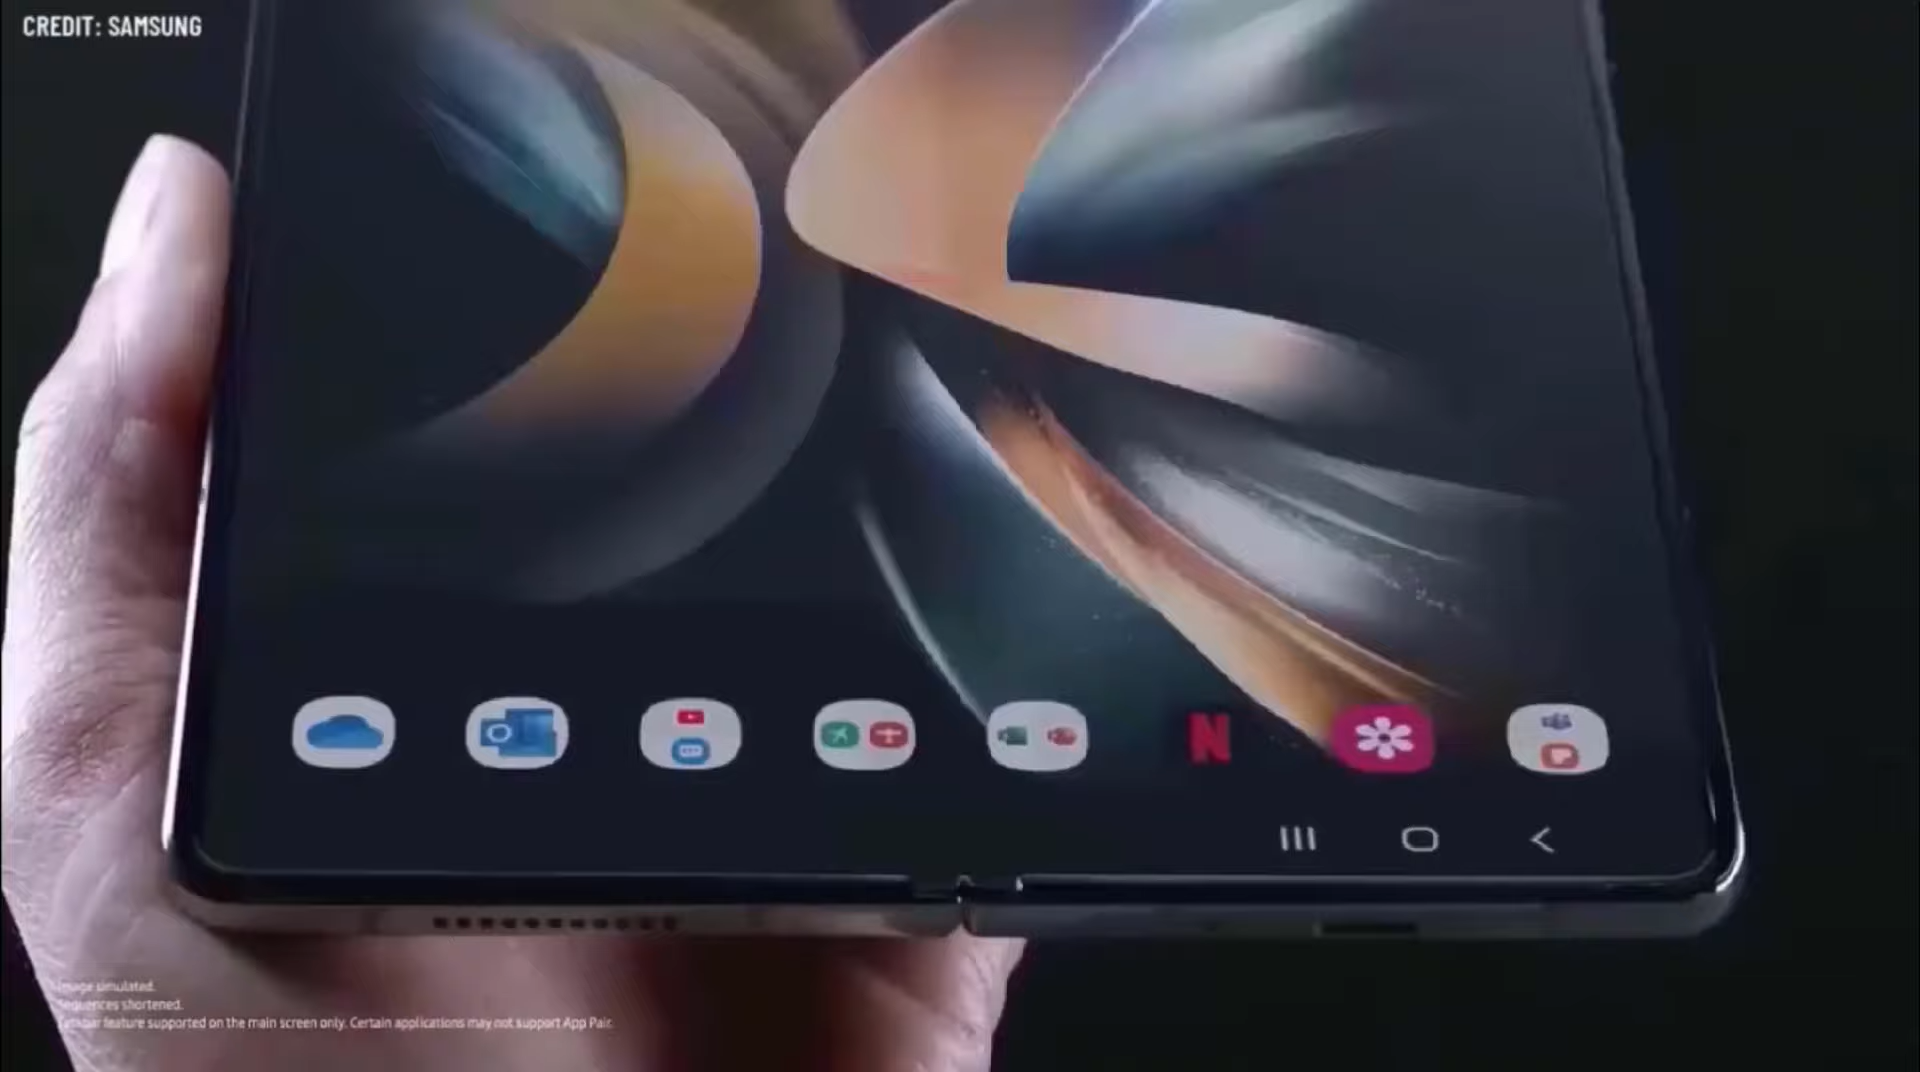 CREDIT: SAMSUNG
N
Image simulated.
Sequences shortened.
Taskbar feature supported on the main screen only. Certain applications may not support App Pair.